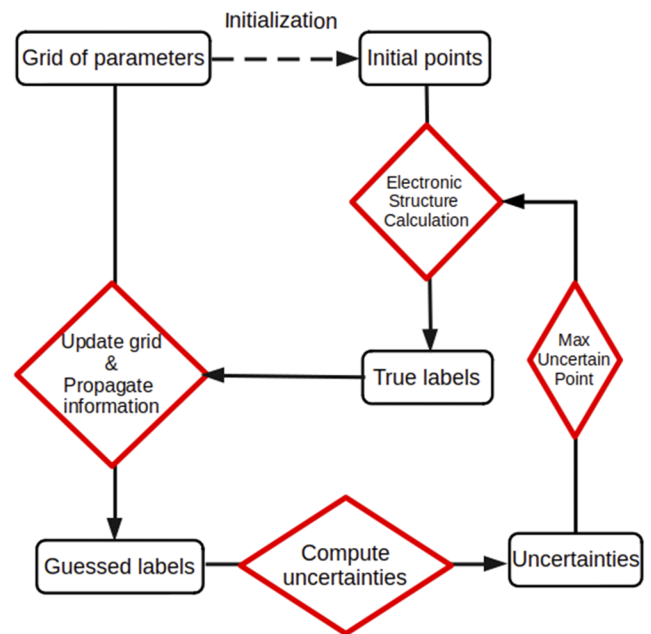 Initialization
Grid of parameters
Initial points
Electronic
Structure
Calculation
Update grid
&
Propagate
information
True labels
Max
Uncertain
Point
Guessed labels
Compute
uncertainties
Uncertainties